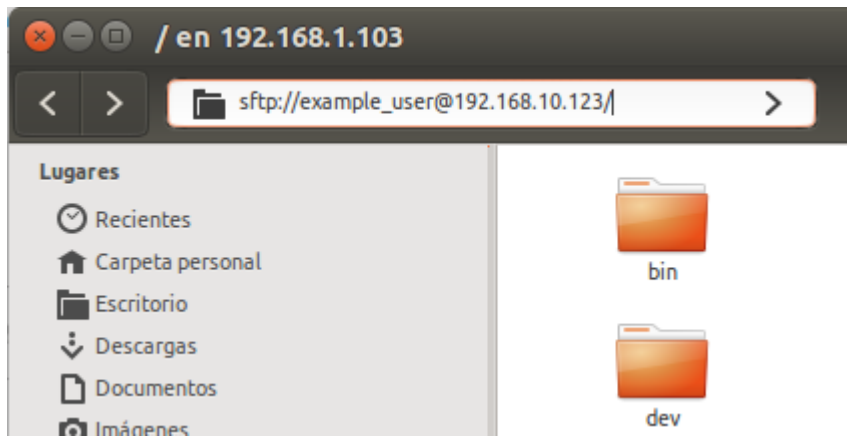 / en 192.168.1.103
sftp://example_user@192.168.10.123/
Lugares
Recientes
Carpeta personal
Escritorio
Descargas
Documentos
Imágenes
bin
dev